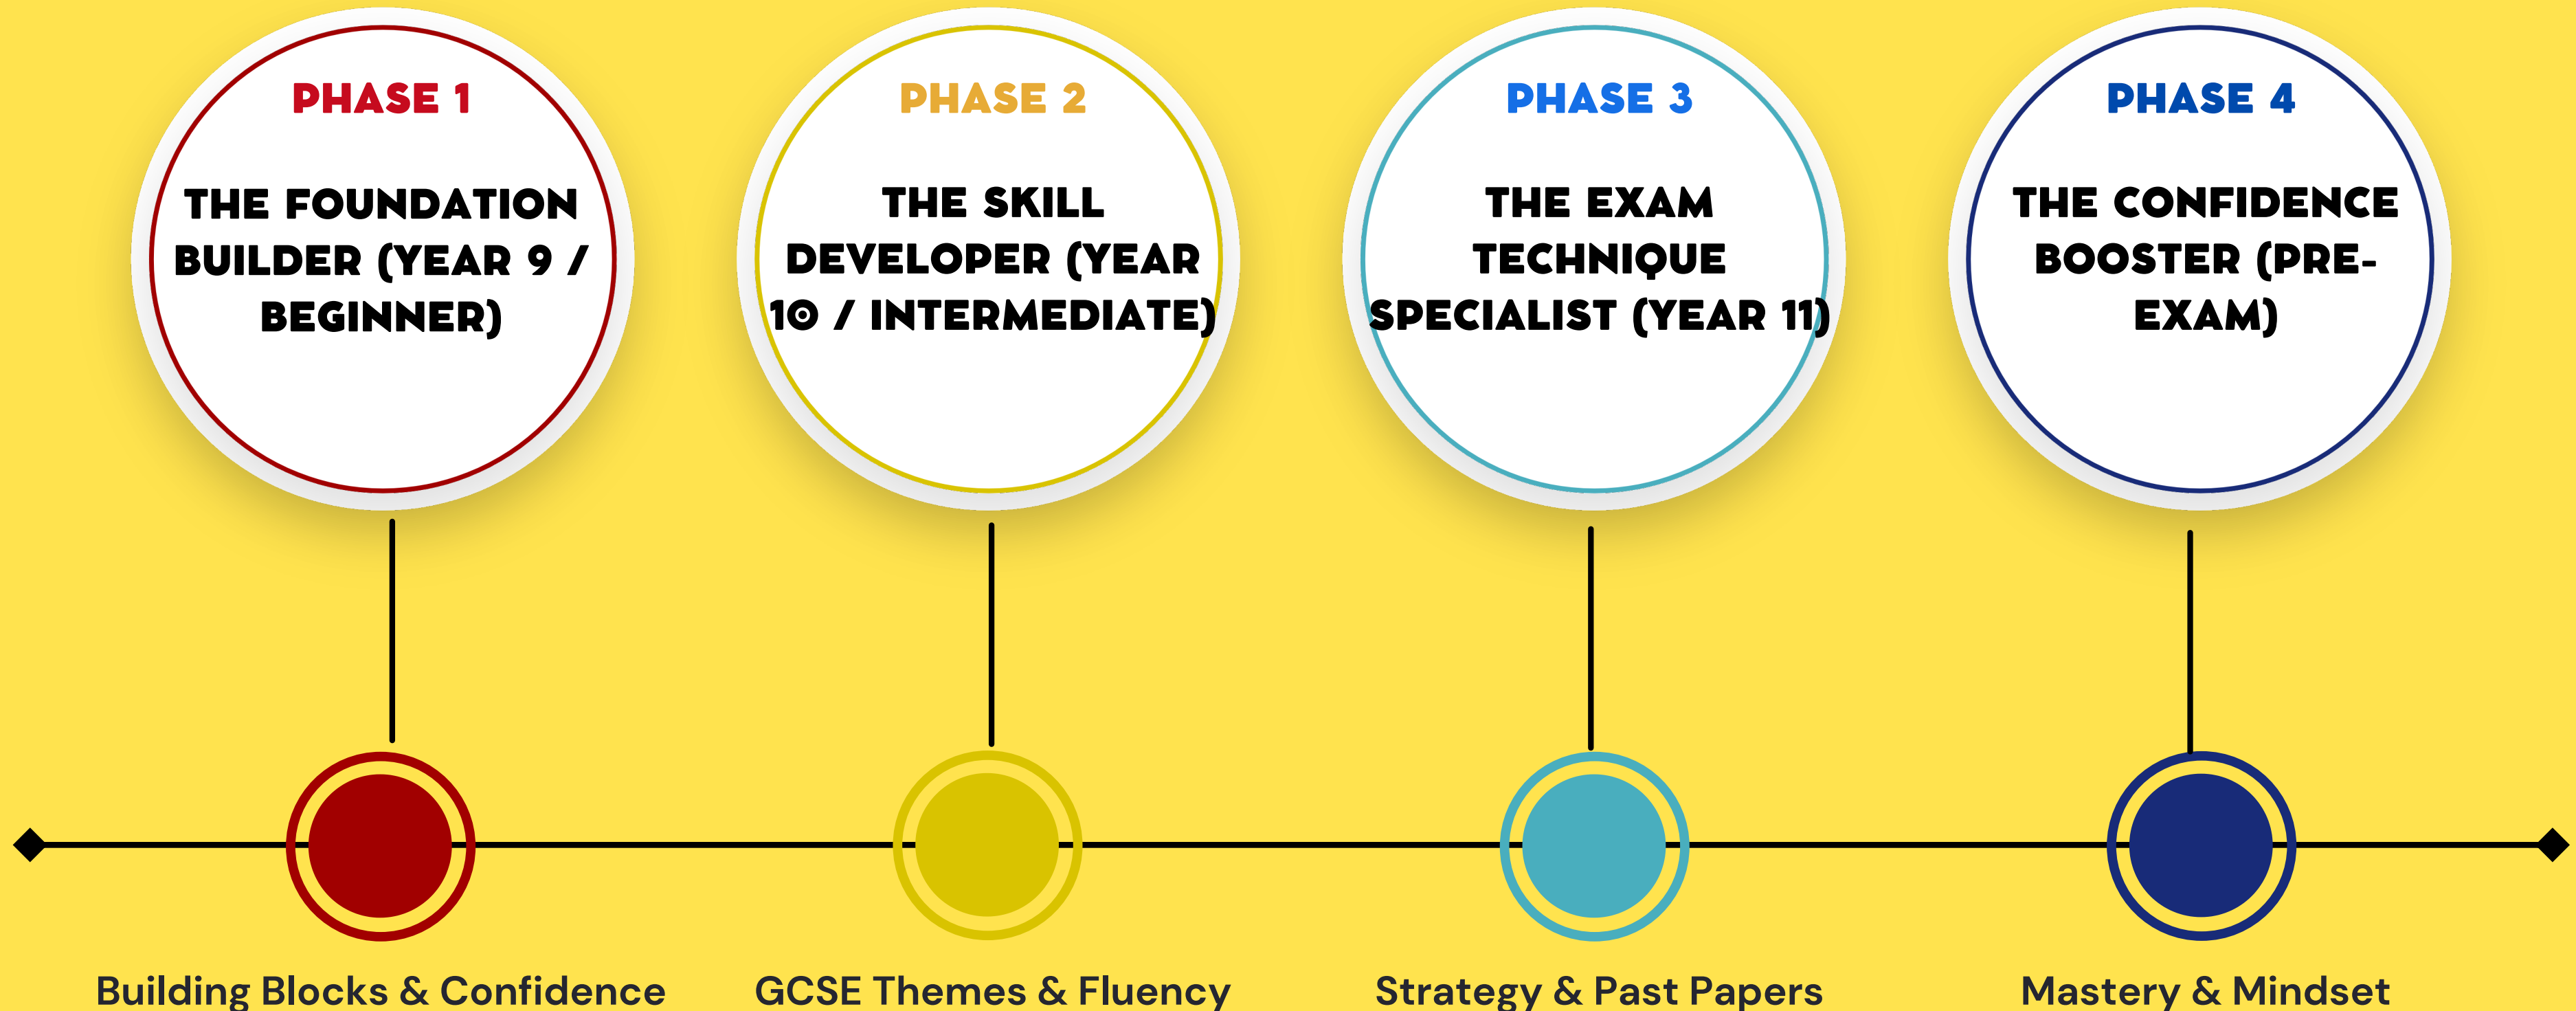 PHASE 1
THE FOUNDATION
BUILDER (YEAR 9 /
BEGINNER)
PHASE 2
THE SKILL
DEVELOPER (YEAR
10 / INTERMEDIATE)
PHASE 3
THE EXAM
TECHNIQUE
SPECIALIST (YEAR 11)
PHASE 4
THE CONFIDENCE
BOOSTER (PRE-
EXAM)
Building Blocks & Confidence
GCSE Themes & Fluency
Strategy & Past Papers
Mastery & Mindset